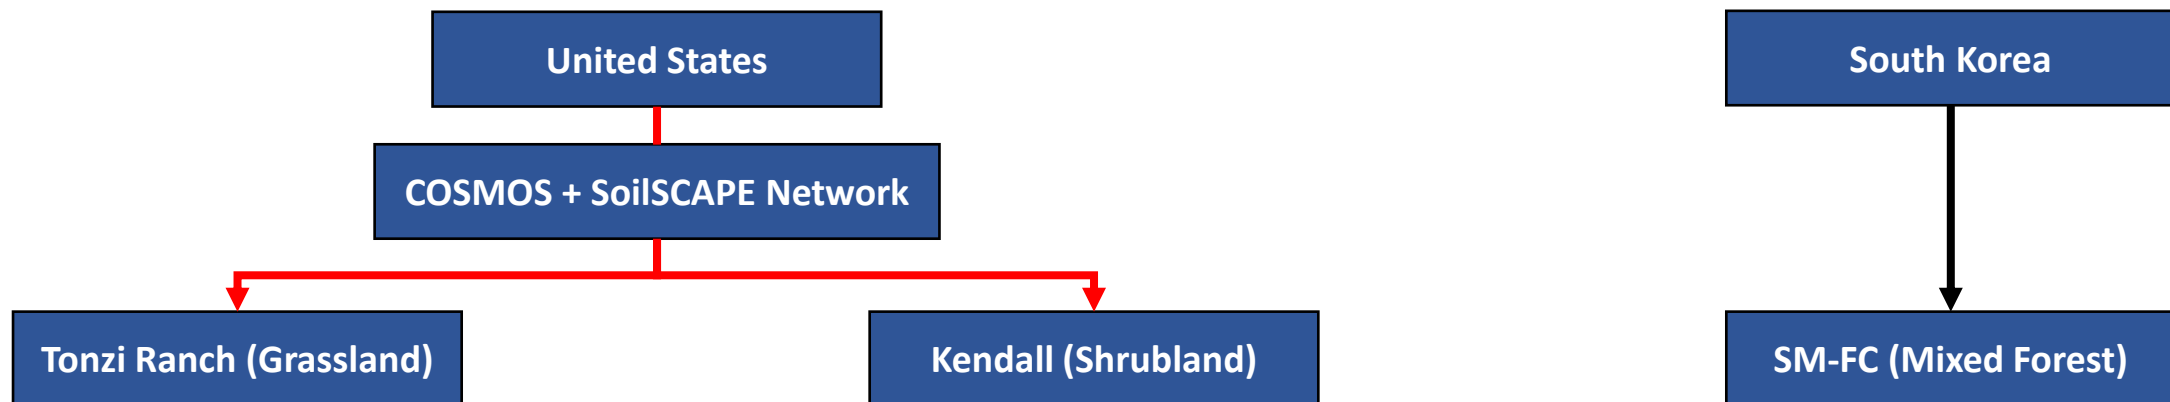 United States
South Korea
COSMOS + SoilSCAPE Network
Tonzi Ranch (Grassland)
Kendall (Shrubland)
SM-FC (Mixed Forest)